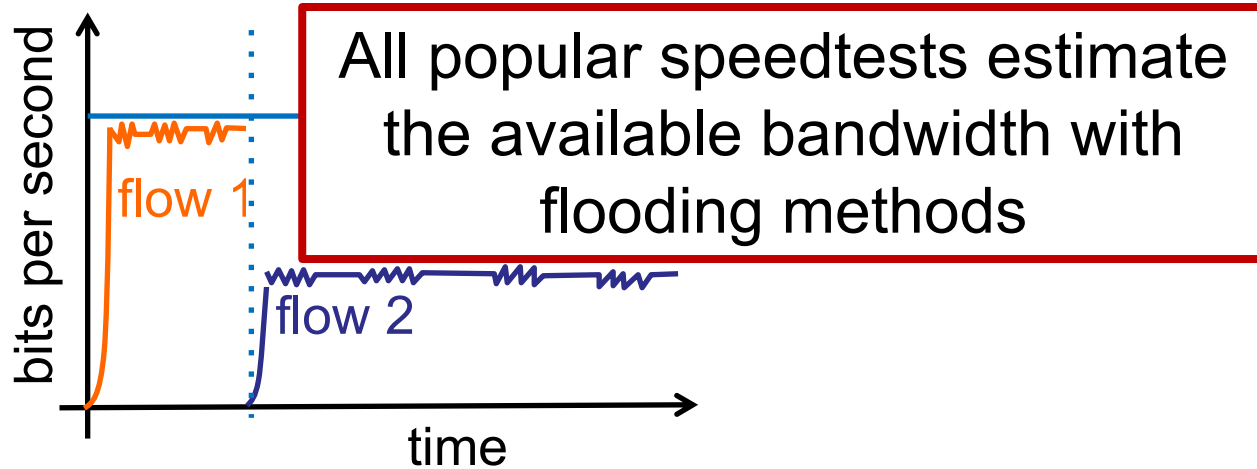 All popular speedtests estimate
the available bandwidth with
flooding methods
bits per second
flow 1
flow 2
time